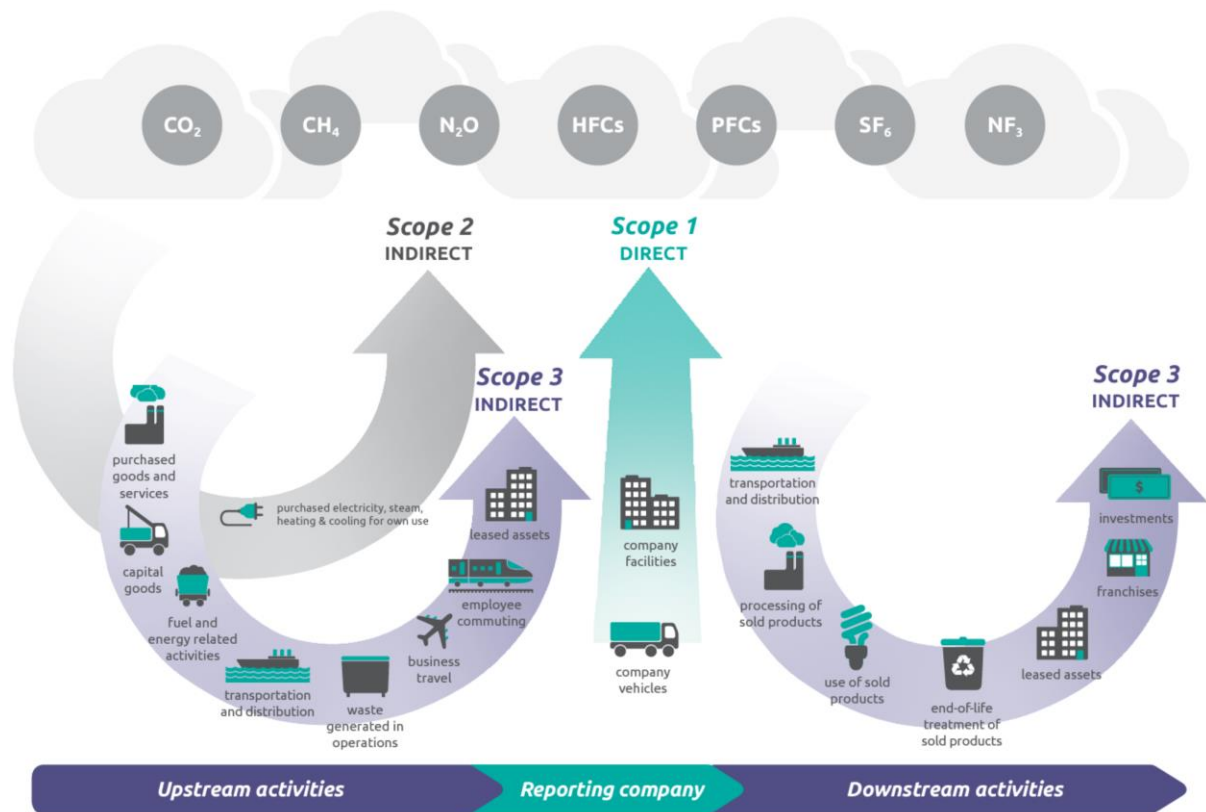 CO₂
CH₄
N₂O
HFCs
PFCs
SF₆
NF₃
Scope 2
INDIRECT
Scope 1
DIRECT
Scope 3
INDIRECT
Scope 3
INDIRECT
purchased
goods and
services
capital
goods
fuel and
energy related
activities
transportation
and distribution
waste
generated in
operations
business
travel
employee
commuting
leased assets
purchased electricity, steam,
heating & cooling for own use
company
facilities
company
vehicles
transportation
and distribution
processing of
sold products
use of sold
products
end-of-life
treatment of
sold products
leased assets
franchises
$
investments
Upstream activities
Reporting company
Downstream activities